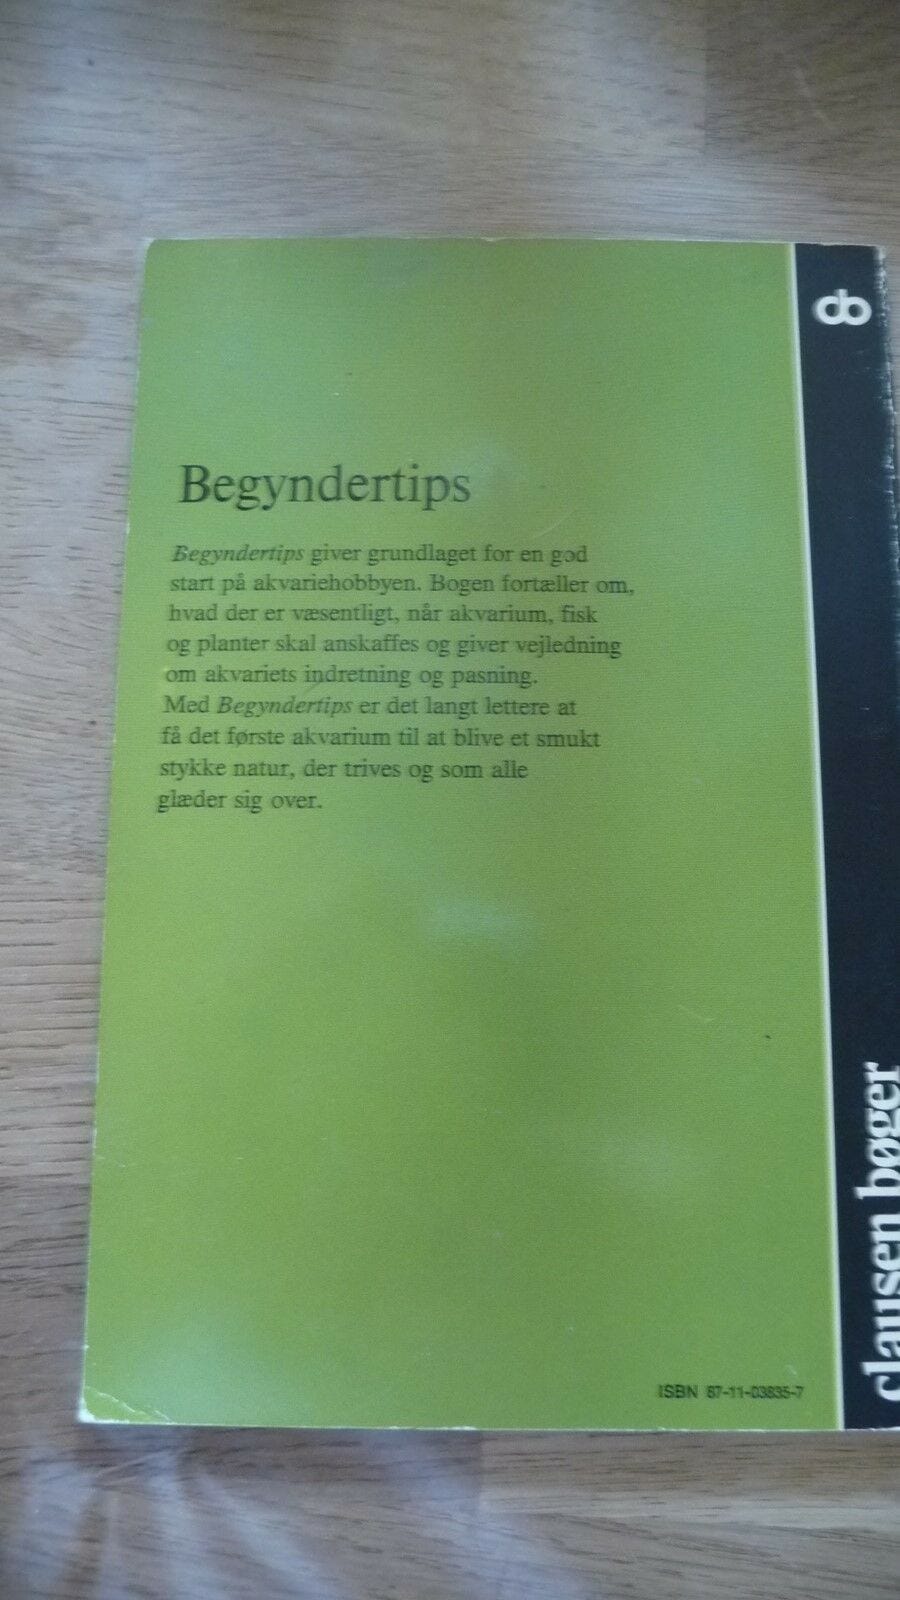 Begyndertips
Begyndertips giver grundlaget for en god
start på akvariehobbyen. Bogen fortæller om,
hvad der er væsentligt, når akvarium, fisk
og planter skal anskaffes og giver vejledning
om akvariets indretning og pasning.
Med Begyndertips er det langt lettere at
få det første akvarium til at blive et smukt
stykke natur, der trives og som alle
glæder sig over.
ISBN 87-11-03835-7
cb
clausen bøger